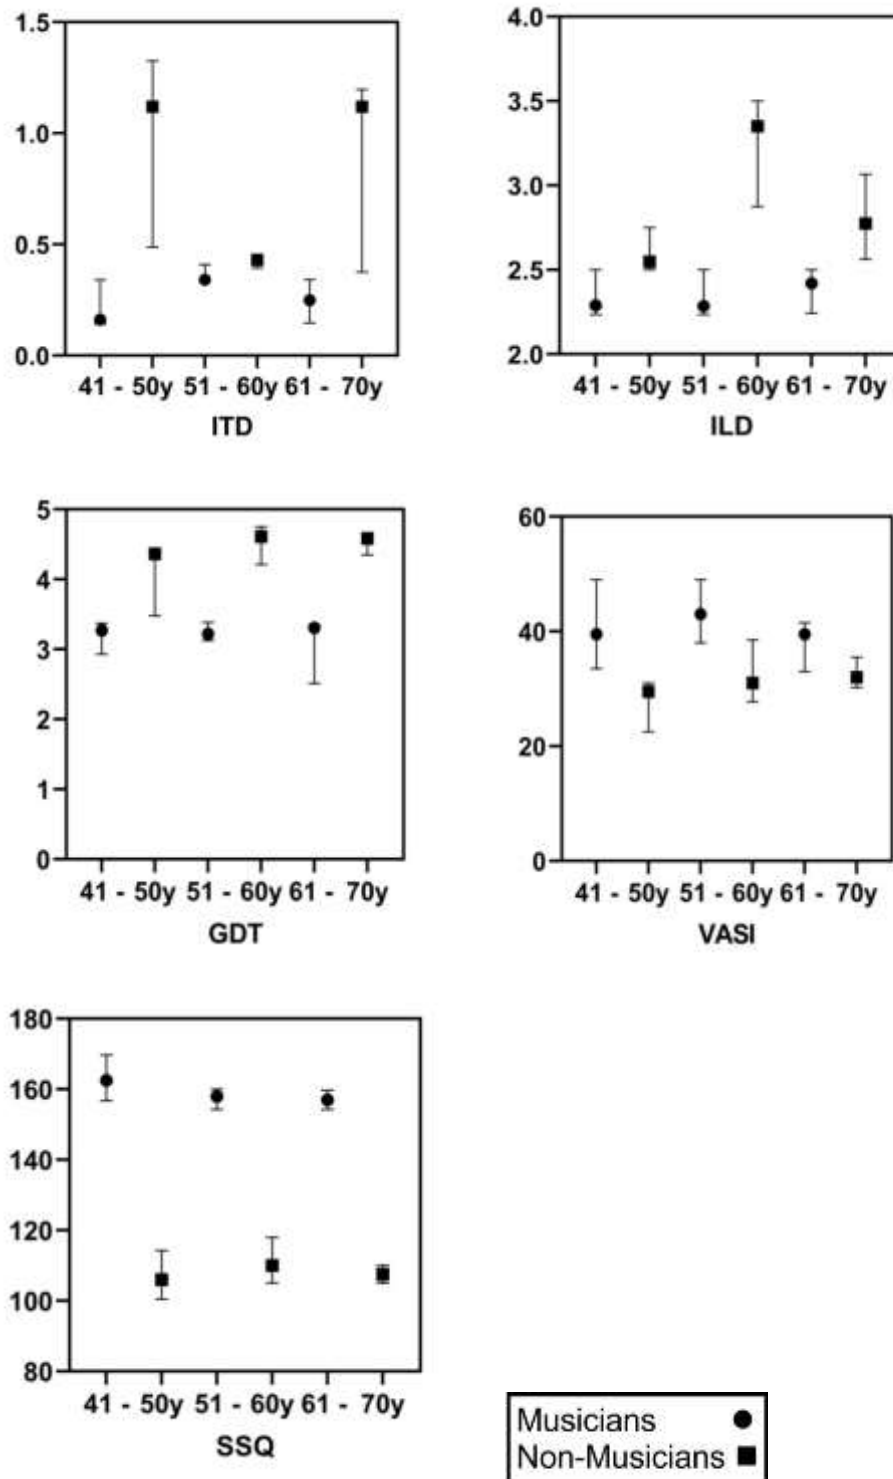 1.5
1.0
0.5
0.0
41 - 50y 51 - 60y 61 - 70y
ITD
4.0
3.5
3.0
2.5
2.0
41 - 50y 51 - 60y 61 - 70y
ILD
5
4
3
2
1
0
41 - 50y 51 - 60y 61 - 70y
GDT
60
40
20
0
41 - 50y 51 - 60y 61 - 70y
VASI
180
160
140
120
100
80
41 - 50y 51 - 60y 61 - 70y
SSQ
Musicians
Non-Musicians